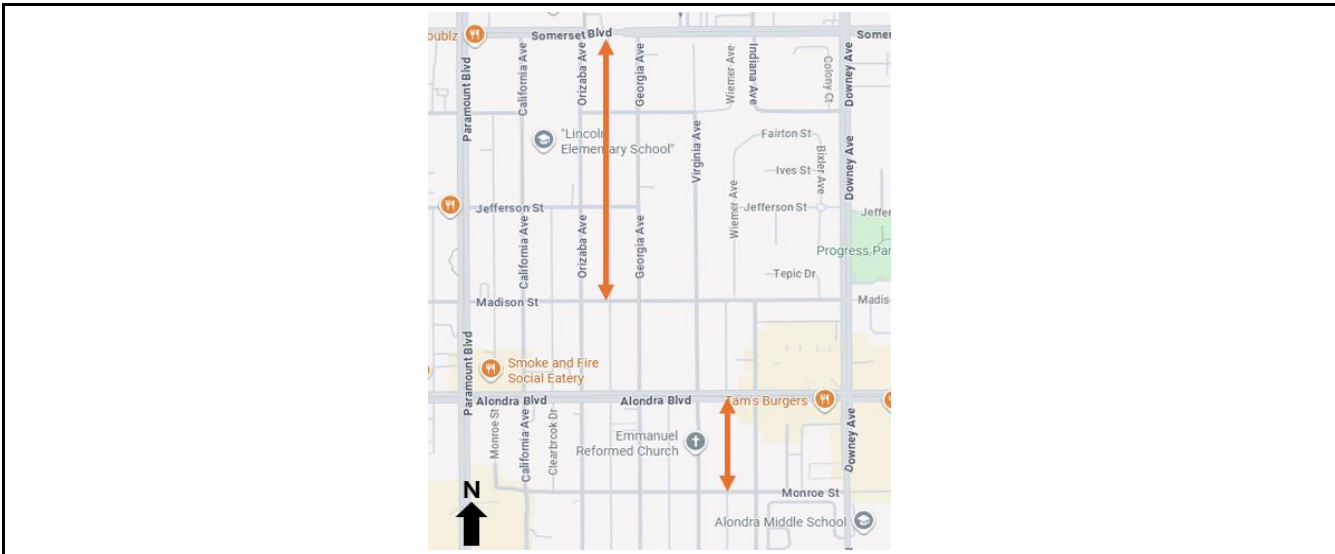 oublz
Somerset Blvd
Somer
Paramount Blvd
California Ave
Orizaba Ave
Georgia Ave
Wiemer Ave
Indiana Ave
Colony Ct
Downey Ave
"Lincoln
Elementary School"
Virginia Ave
Fairton St
Ives St
Bixler Ave
Downey Ave
Jefferson St
Wiemer Ave
Jefferson St
Jeffer
California Ave
Orizaba Ave
Georgia Ave
Progress Par
Tepic Dr
Madison St
Madis
Paramount Blvd
Smoke and Fire
Social Eatery
Alondra Blvd
Alondra Blvd
Tam's Burgers
Monroe St
California Ave
Clearbrook Dr
Emmanuel
Reformed Church
Downey Ave
N
Monroe St
Alondra Middle School